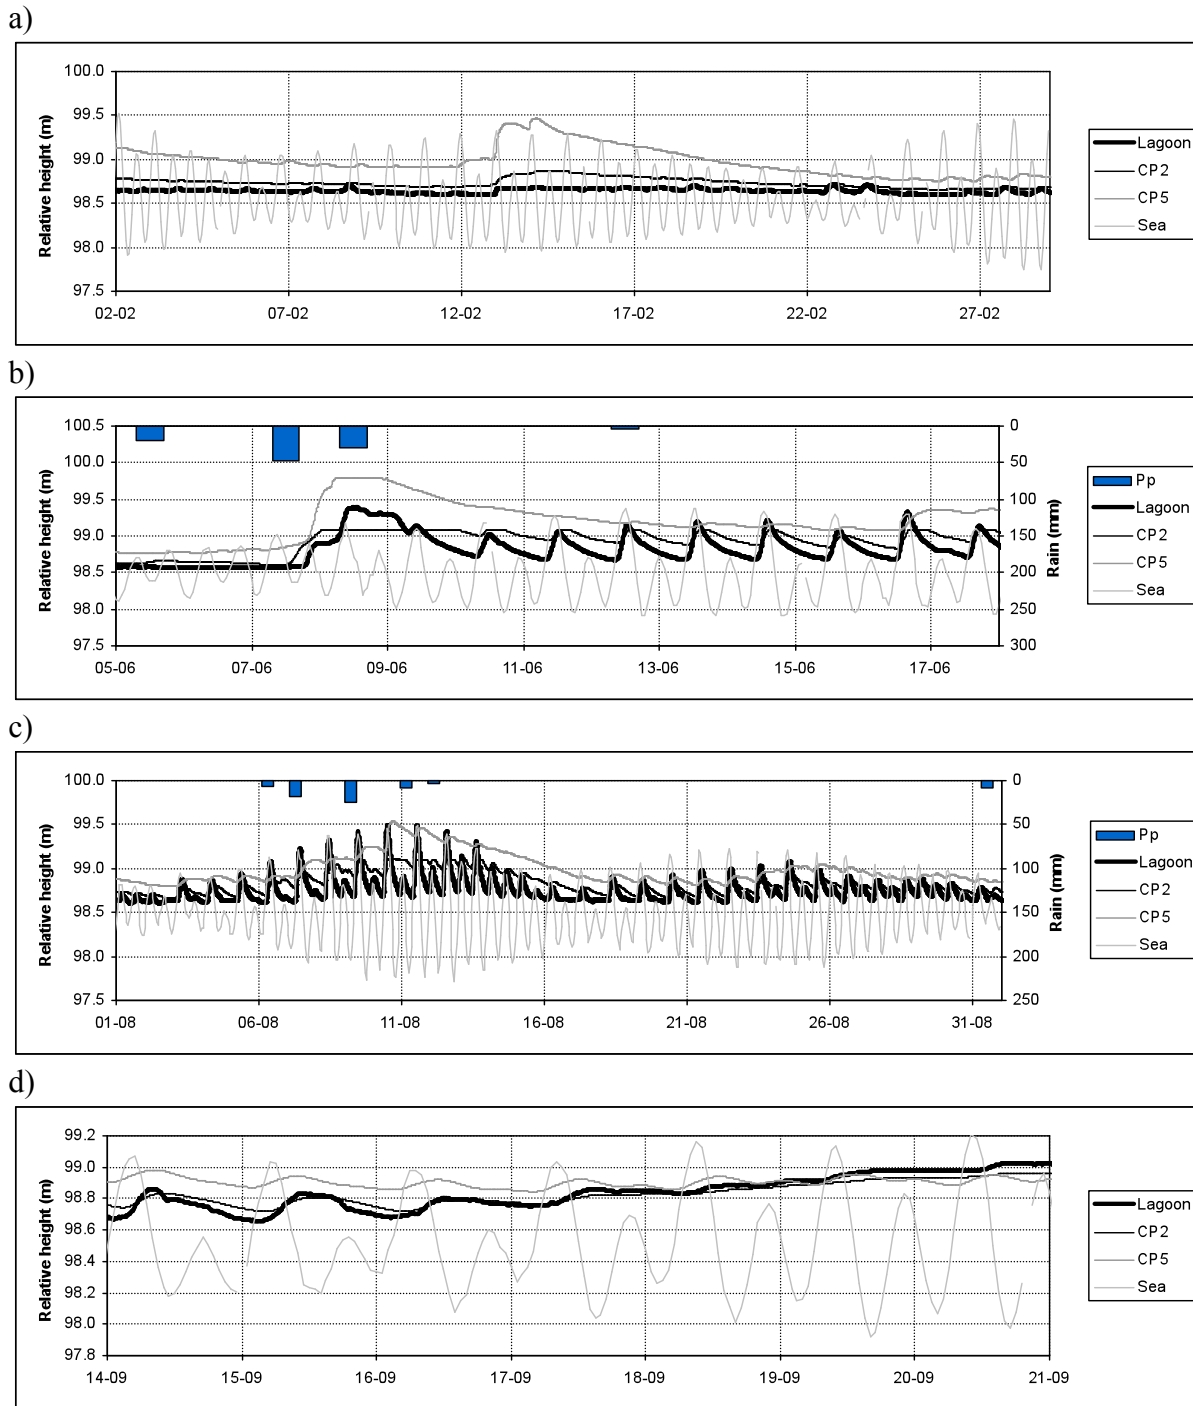 a)
100.0
99.5
99.0
98.5
98.0
97.5
Relative height (m)
02-02 07-02 12-02 17-02 22-02 27-02
Lagoon
CP2
CP5
Sea
b)
100.5
100.0
99.5
99.0
98.5
98.0
97.5
Relative height (m)
0
50
100
150
200
250
300
Rain (mm)
05-06 07-06 09-06 11-06 13-06 15-06 17-06
Pp
Lagoon
CP2
CP5
Sea
c)
100.0
99.5
99.0
98.5
98.0
97.5
Relative height (m)
0
50
100
150
200
250
Rain (mm)
01-08 06-08 11-08 16-08 21-08 26-08 31-08
Pp
Lagoon
CP2
CP5
Sea
d)
99.2
99.0
98.8
98.6
98.4
98.2
98.0
97.8
Relative height (m)
14-09 15-09 16-09 17-09 18-09 19-09 20-09 21-09
Lagoon
CP2
CP5
Sea